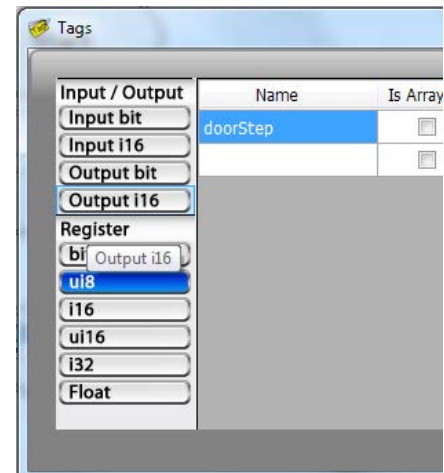 Tags
Input / Output
Name
Is Array
Input bit
doorStep
Input i16
Output bit
Output i16
Register
bi
Output i16
ui8
i16
ui16
i32
Float